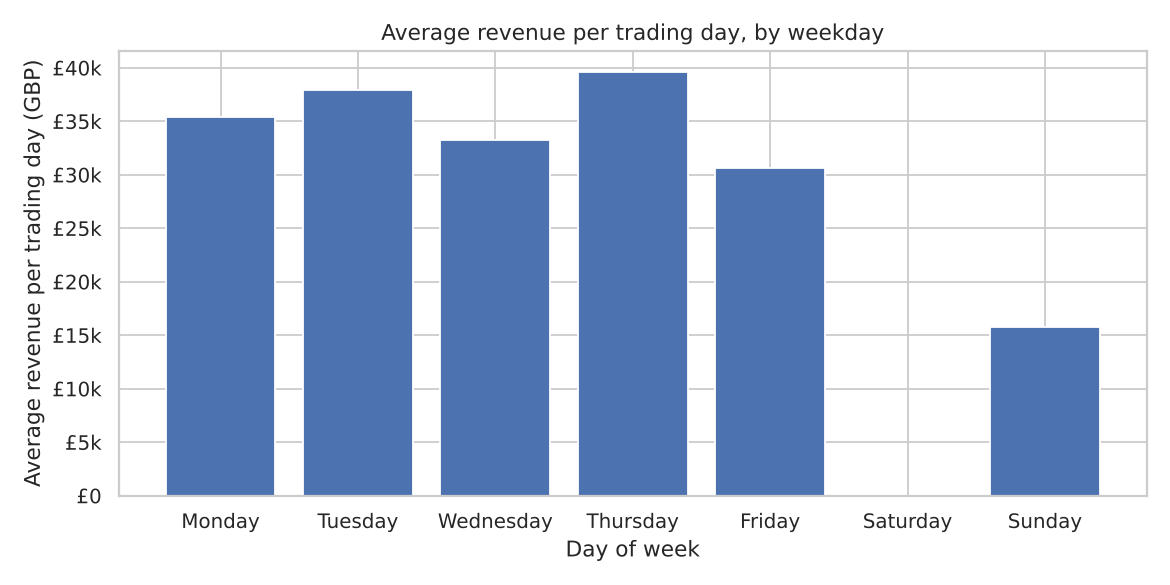 Average revenue per trading day, by weekday
Average revenue per trading day (GBP)
£40k
£35k
£30k
£25k
£20k
£15k
£10k
£5k
£0
Monday
Tuesday
Wednesday
Thursday
Friday
Saturday
Sunday
Day of week